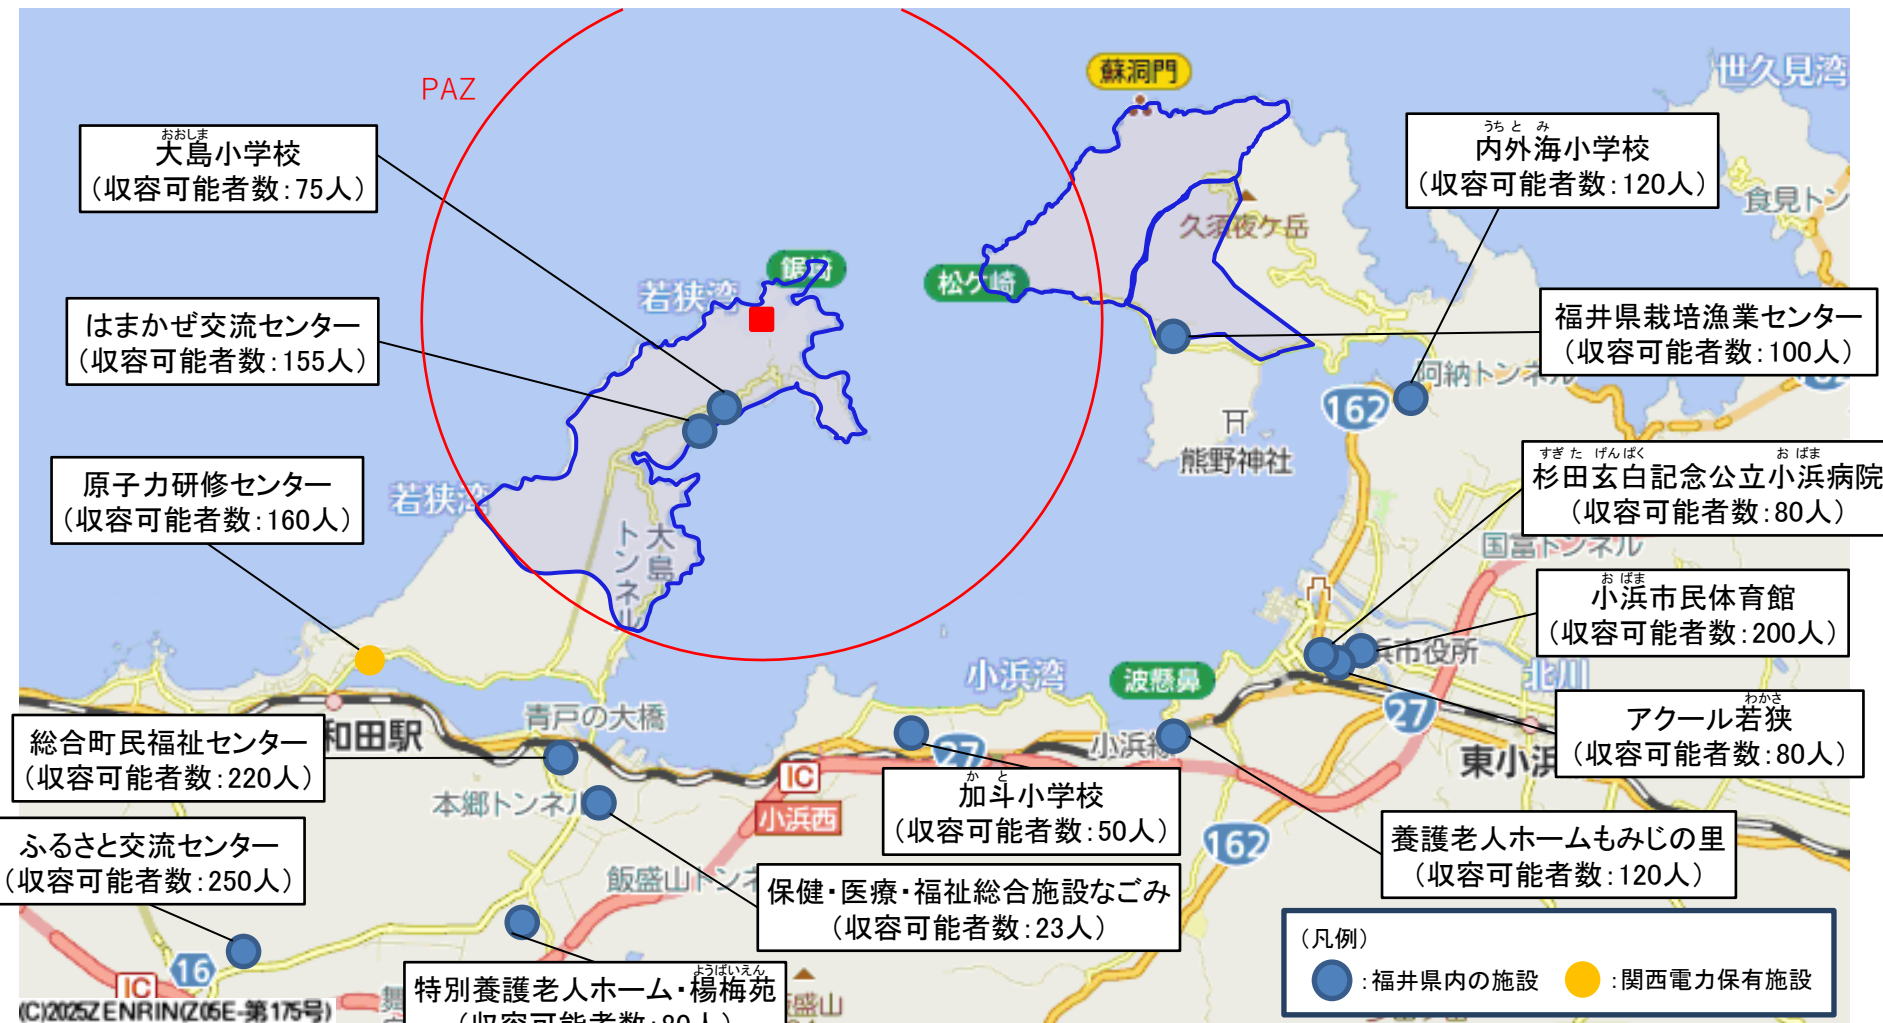 PAZ
蘇洞門
世久見湾
おおしま
大島小学校
（収容可能者数：75人）
うち と み
内外海小学校
（収容可能者数：120人）
食見トン
久須夜ケ岳
鋸崎
松ケ崎
若狭湾
はまかぜ交流センター
（収容可能者数：155人）
福井県栽培漁業センター
（収容可能者数：100人）
阿納トンネル
162
熊野神社
すぎ た げんぱく お ばま
杉田玄白記念公立小浜病院
（収容可能者数：80人）
原子力研修センター
（収容可能者数：160人）
若狭湾
大島
トンネル
国富トンネル
お ばま
小浜市民体育館
（収容可能者数：200人）
浜市役所
北川
小浜湾
波懸鼻
27
わかさ
アクール若狭
（収容可能者数：80人）
青戸の大橋
和田駅
総合町民福祉センター
（収容可能者数：220人）
27
小浜線
東小浜
IC
小浜西
本郷トンネル
か と
加斗小学校
（収容可能者数：50人）
162
養護老人ホームもみじの里
（収容可能者数：120人）
ふるさと交流センター
（収容可能者数：250人）
飯盛山トンネ
保健・医療・福祉総合施設なごみ
（収容可能者数：23人）
16
IC
ようばいえん
特別養護老人ホーム・楊梅苑
（収容可能者数：80人）
盛山
（凡例）
：福井県内の施設
：関西電力保有施設
(C)2025ZENRIN(Z05E-第175号)